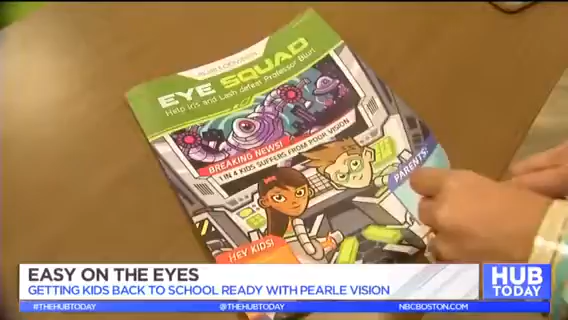 EYE SQUAD
Help Iris and Lash defeat Professor Blur!
BREAKING NEWS!
1 IN 4 KIDS SUFFERS FROM POOR VISION
PARENTS:
HEY KIDS!
EASY ON THE EYES
GETTING KIDS BACK TO SCHOOL READY WITH PEARLE VISION
HUB
TODAY
#THEHUBTODAY
@THEHUBTODAY
NBCBOSTON.COM